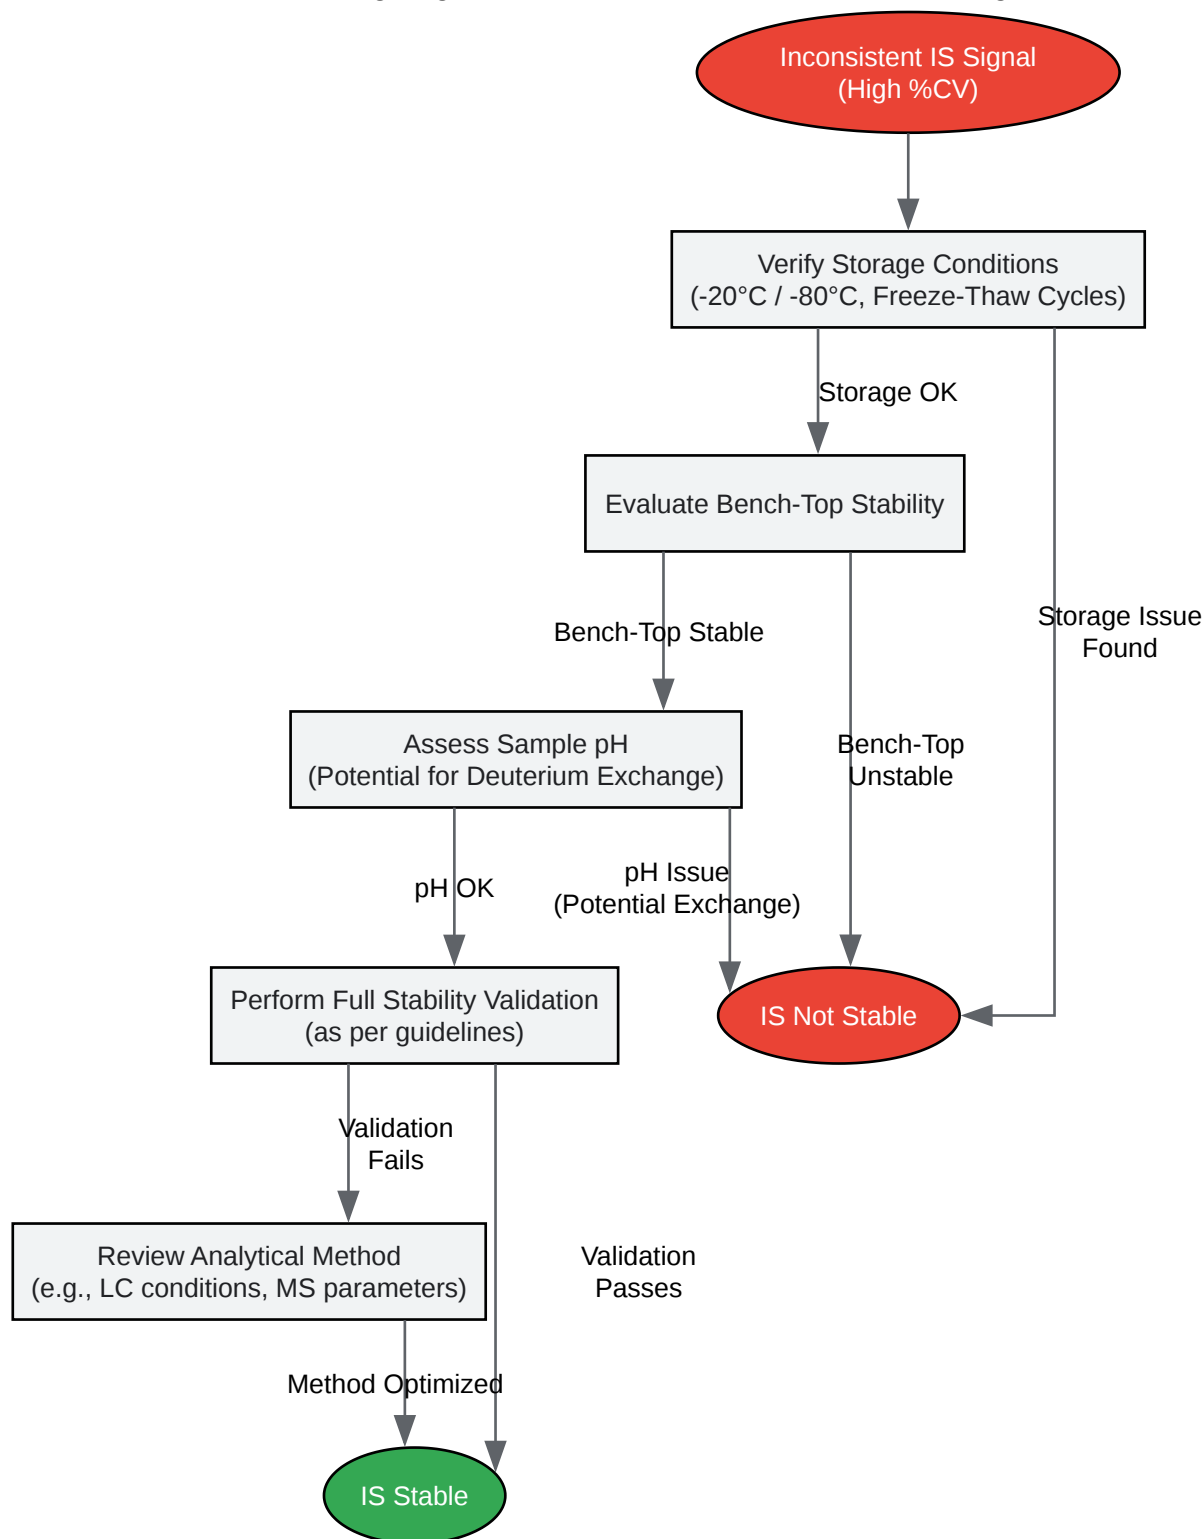 Inconsistent IS Signal
(High %CV)
Verify Storage Conditions
(-20°C / -80°C, Freeze-Thaw Cycles)
Storage OK
Evaluate Bench-Top Stability
Storage Issue
Found
Bench-Top Stable
Assess Sample pH
(Potential for Deuterium Exchange)
Bench-Top
Unstable
pH OK
pH Issue
(Potential Exchange)
Perform Full Stability Validation
(as per guidelines)
IS Not Stable
Validation
Fails
Review Analytical Method
(e.g., LC conditions, MS parameters)
Validation
Passes
Method Optimized
IS Stable